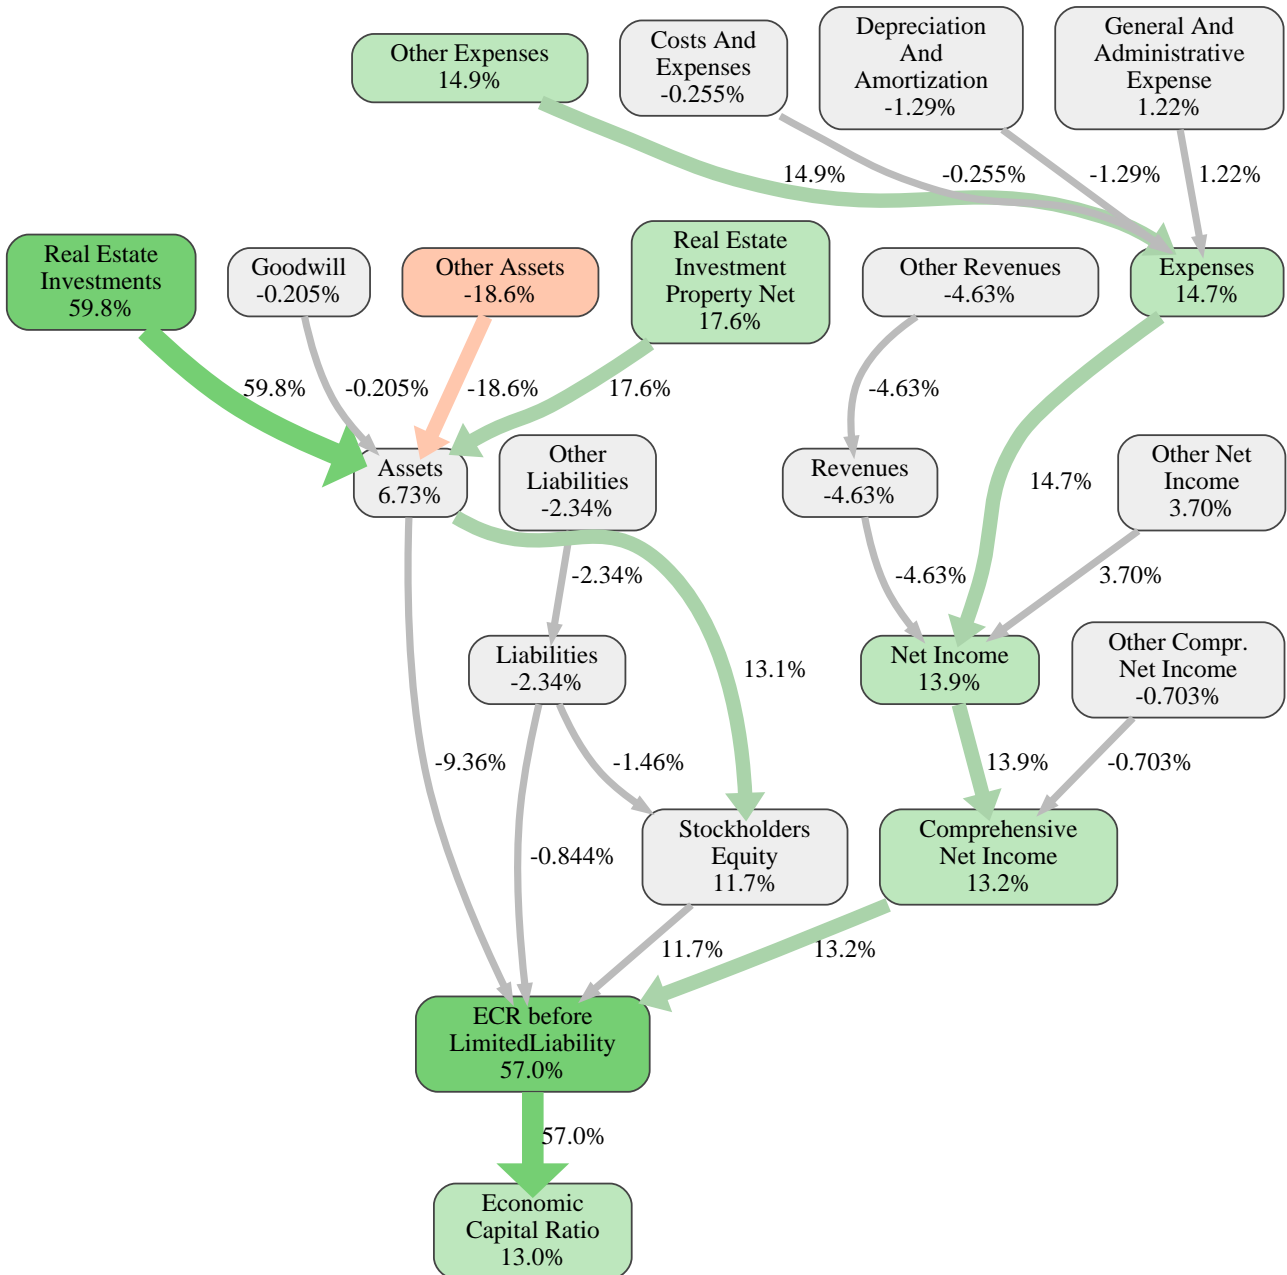 Other Expenses
14.9%
Costs And
Expenses
-0.255%
Depreciation
And
Amortization
-1.29%
General And
Administrative
Expense
1.22%
14.9%
-0.255%
-1.29%
1.22%
Real Estate
Investments
59.8%
Goodwill
-0.205%
Other Assets
-18.6%
Real Estate
Investment
Property Net
17.6%
Other Revenues
-4.63%
Expenses
14.7%
59.8%
-0.205%
-18.6%
17.6%
-4.63%
Assets
6.73%
Other
Liabilities
-2.34%
Revenues
-4.63%
14.7%
Other Net
Income
3.70%
-2.34%
-4.63%
3.70%
Liabilities
-2.34%
13.1%
Net Income
13.9%
Other Compr.
Net Income
-0.703%
-9.36%
-1.46%
13.9%
-0.703%
-0.844%
Stockholders
Equity
11.7%
Comprehensive
Net Income
13.2%
11.7%
13.2%
ECR before
LimitedLiability
57.0%
57.0%
Economic
Capital Ratio
13.0%